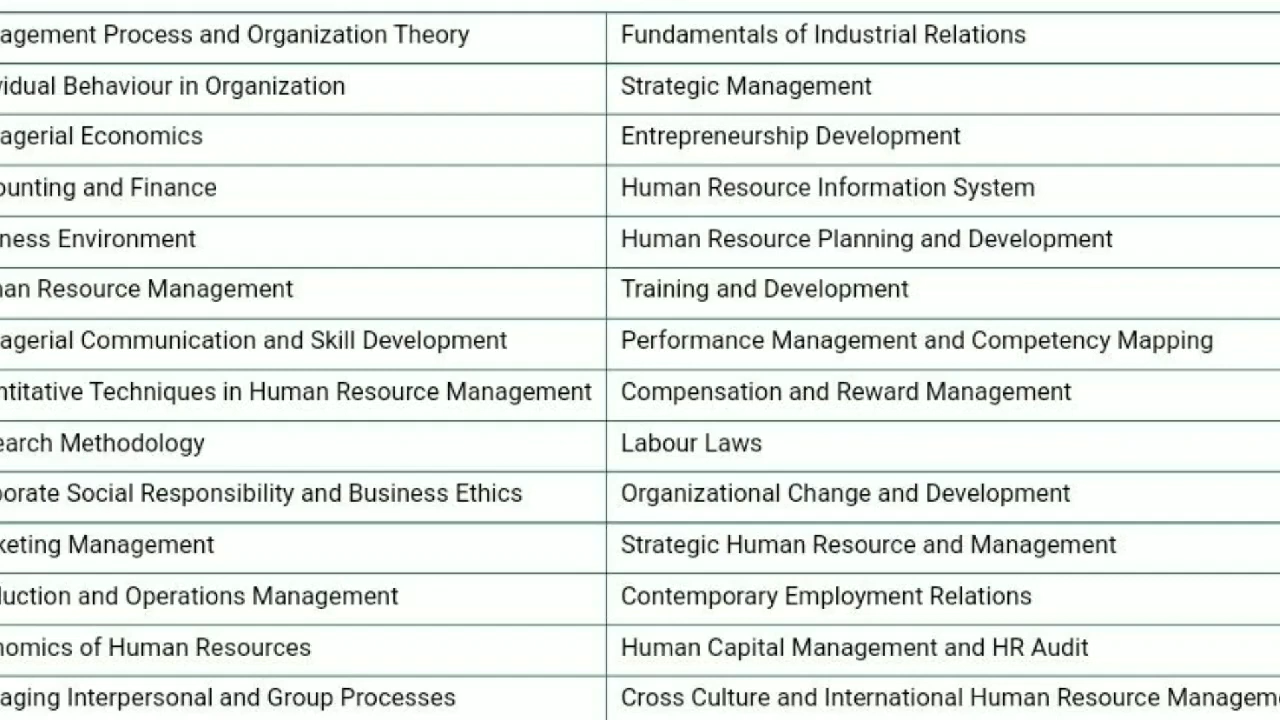 agement Process and Organization Theory
Fundamentals of Industrial Relations
vidual Behaviour in Organization
Strategic Management
agerial Economics
Entrepreneurship Development
ounting and Finance
Human Resource Information System
ness Environment
Human Resource Planning and Development
nan Resource Management
Training and Development
agerial Communication and Skill Development
Performance Management and Competency Mapping
ntitative Techniques in Human Resource Management
Compensation and Reward Management
earch Methodology
Labour Laws
porate Social Responsibility and Business Ethics
Organizational Change and Development
keting Management
Strategic Human Resource and Management
duction and Operations Management
Contemporary Employment Relations
nomics of Human Resources
Human Capital Management and HR Audit
aging Interpersonal and Group Processes
Cross Culture and International Human Resource Managem